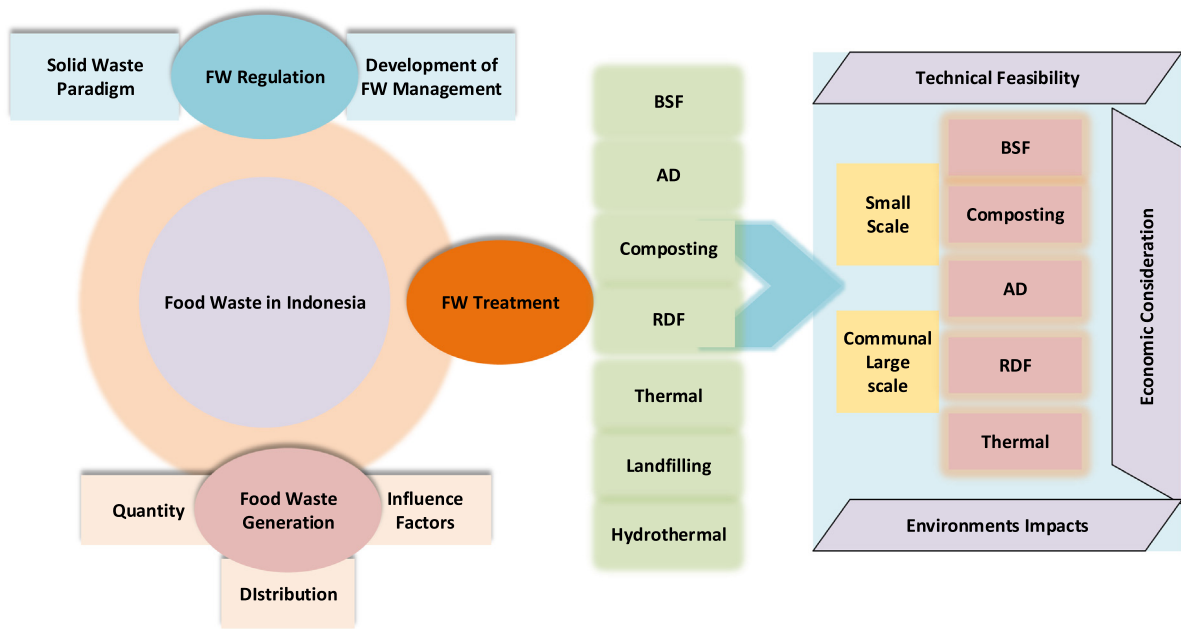 Solid Waste
Paradigm
FW Regulation
Development of
FW Management
Food Waste in Indonesia
FW Treatment
Quantity
Food Waste
Generation
Influence
Factors
DIstribution
BSF
AD
Composting
RDF
Thermal
Landfilling
Hydrothermal
Technical Feasibility
Small
Scale
Communal
Large
scale
BSF
Composting
AD
RDF
Thermal
Economic Consideration
Environments Impacts